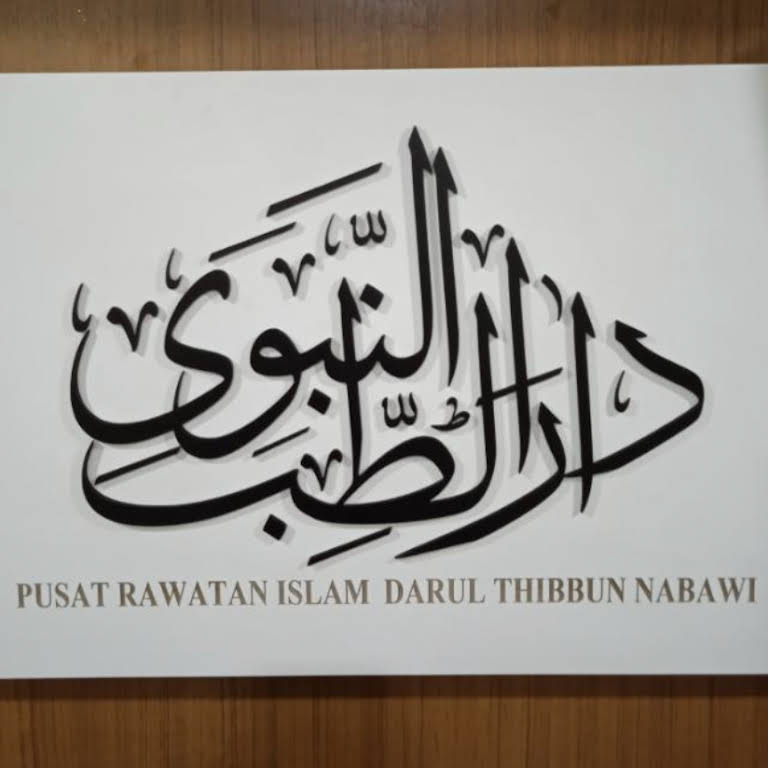 دار الطب النبوي
PUSAT RAWATAN ISLAM DARUL THIBBUN NABAWI